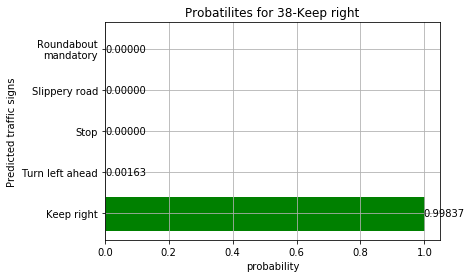 Probatilites for 38-Keep right
Predicted traffic signs
Roundabout
mandatory
0.00000
Slippery road
0.00000
Stop
0.00000
Turn left ahead
0.00163
Keep right
0.99837
0.0 0.2 0.4 0.6 0.8 1.0
probability